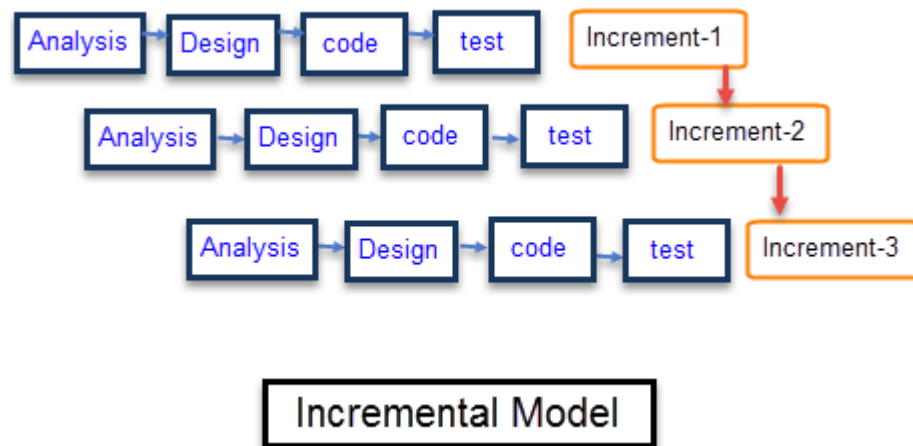 Analysis Design code test Increment-1
Analysis Design code test Increment-2
Analysis Design code test Increment-3
Incremental Model